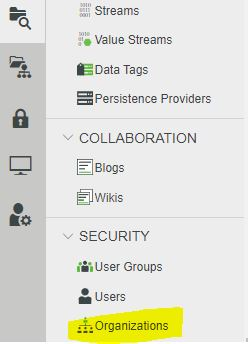 Streams
Value Streams
Data Tags
Persistence Providers
COLLABORATION
Blogs
Wikis
SECURITY
User Groups
Users
Organizations